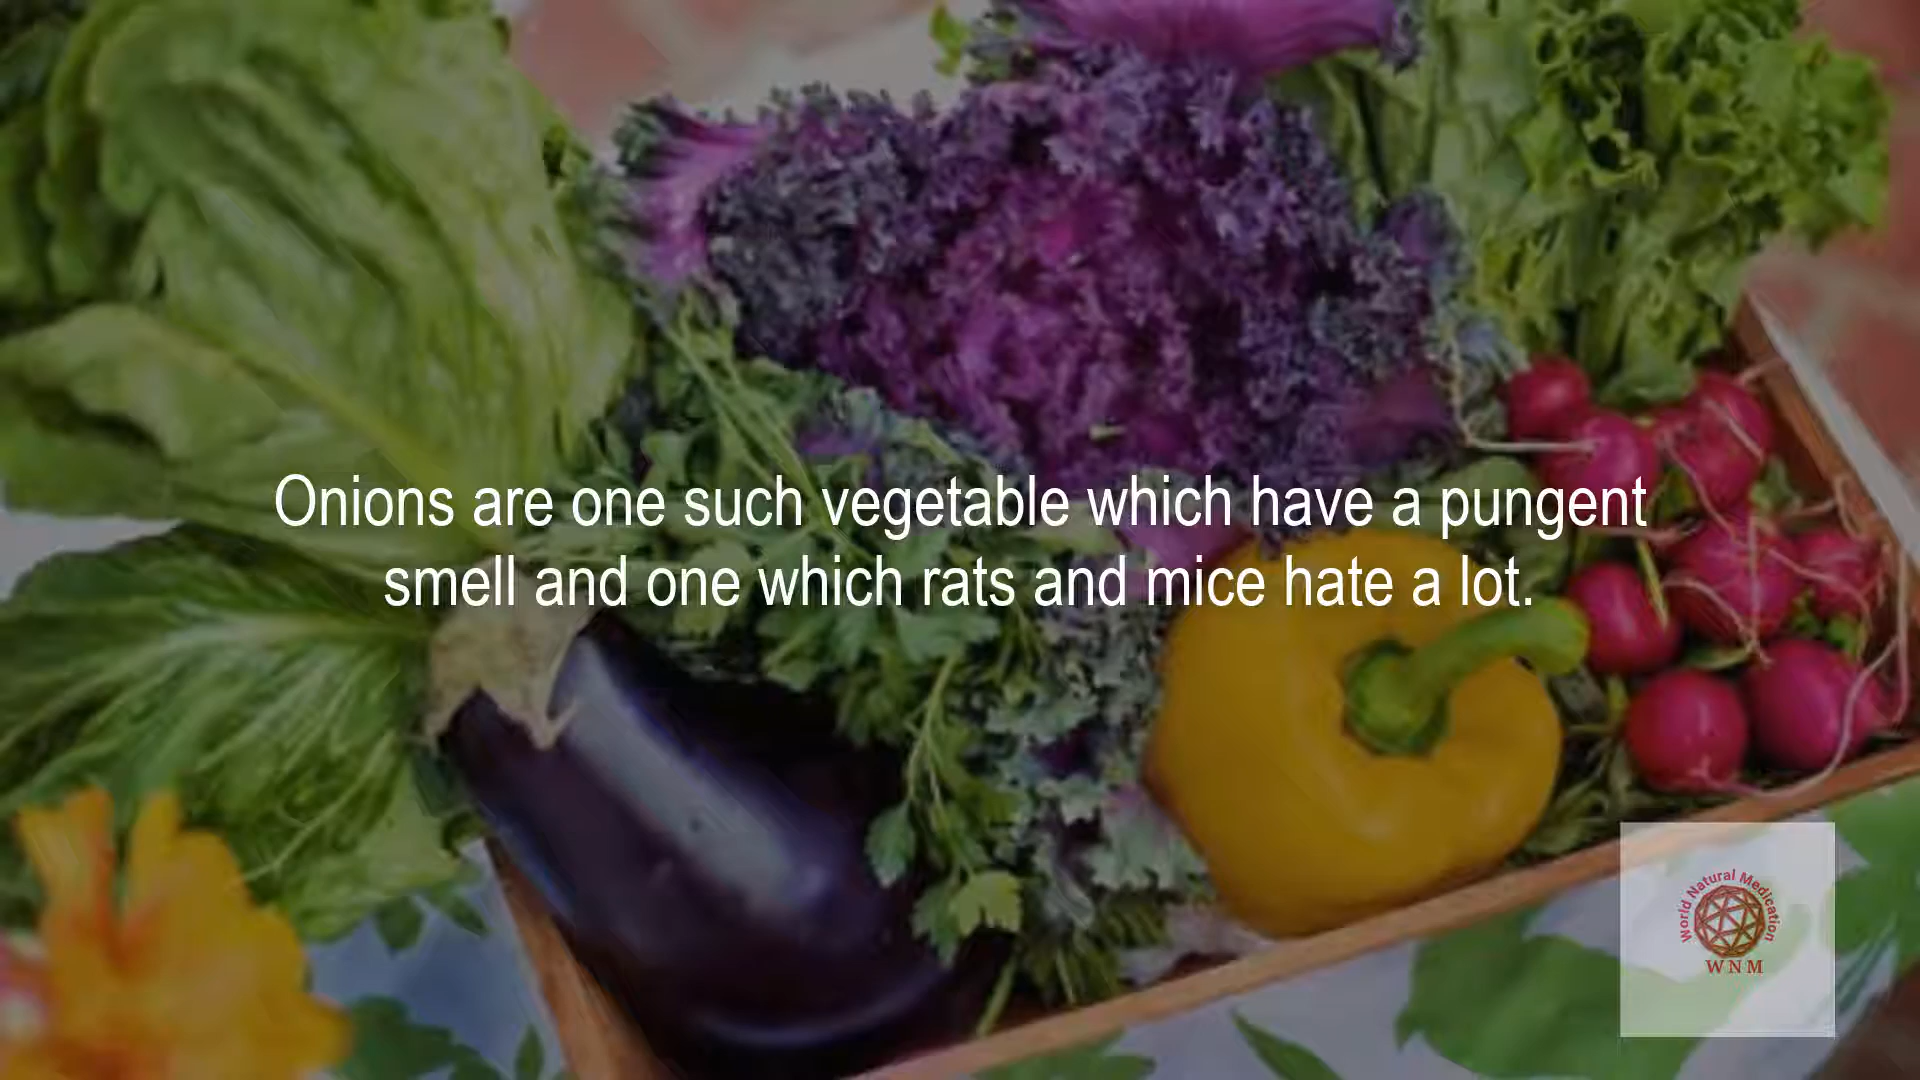 Onions are one such vegetable which have a pungent
smell and one which rats and mice hate a lot.
World Natural Medication
WNM